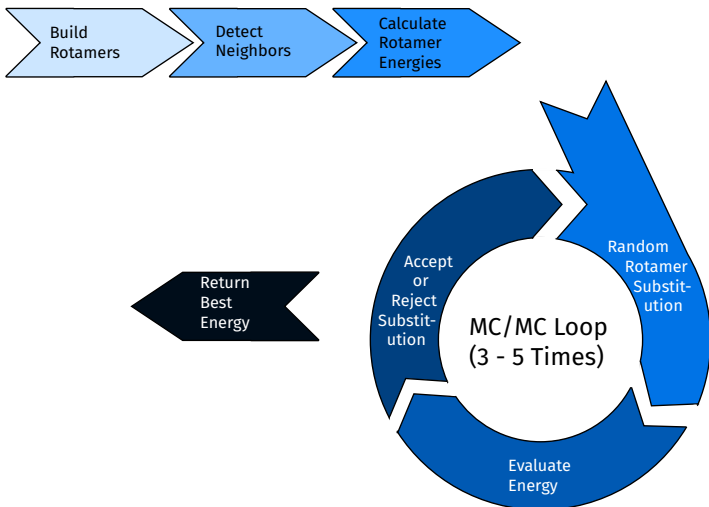 Build
Rotamers
Detect
Neighbors
Calculate
Rotamer
Energies
Random
Rotamer
Substit-
ution
Evaluate
Energy
Accept
or
Reject
Substit-
ution
MC/MC Loop
(3 - 5 Times)
Return
Best
Energy